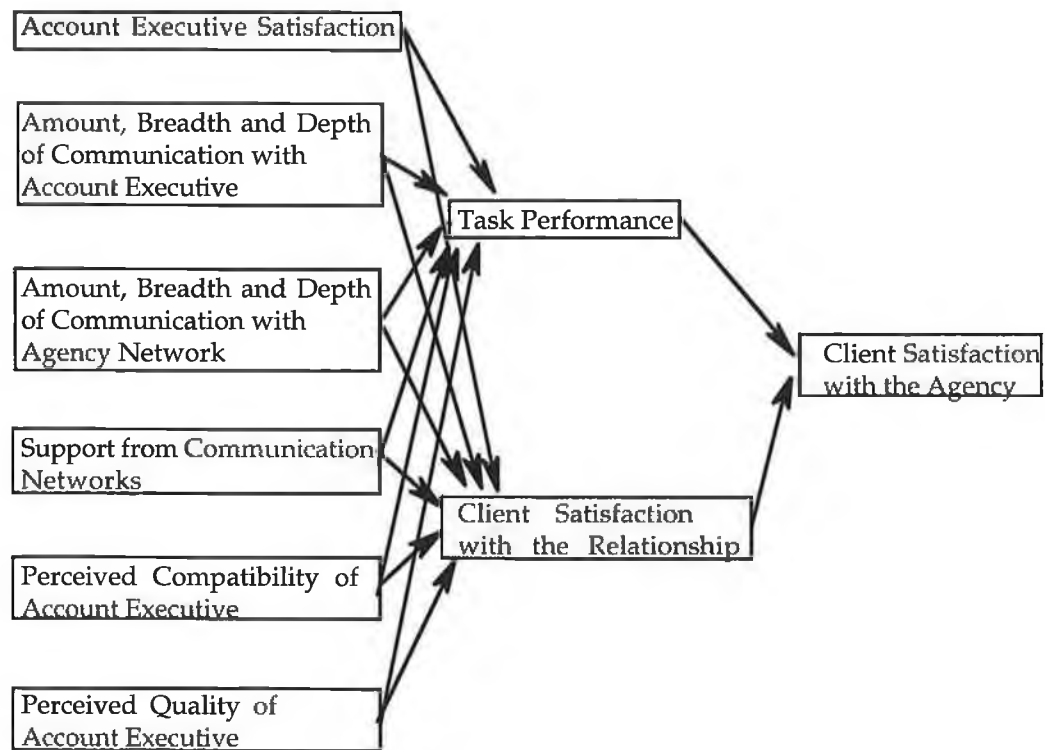 Account Executive Satisfaction
Amount, Breadth and Depth
of Communication with
Account Executive
Task Performance
Amount, Breadth and Depth
of Communication with
Agency Network
Client Satisfaction
with the Agency
Support from Communication
Networks
Client Satisfaction
with the Relationship
Perceived Compatibility of
Account Executive
Perceived Quality of
Account Executive